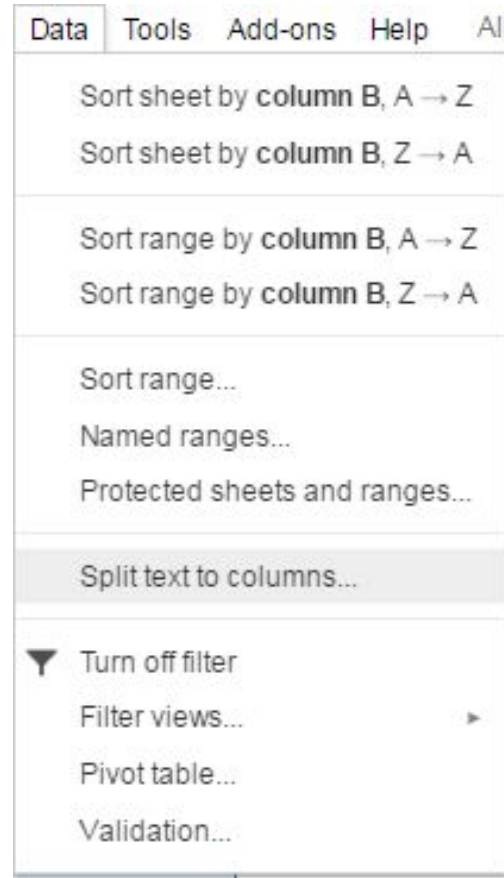 Data Tools Add-ons Help Al
Sort sheet by column B, A → Z
Sort sheet by column B, Z → A
Sort range by column B, A → Z
Sort range by column B, Z → A
Sort range...
Named ranges...
Protected sheets and ranges...
Split text to columns...
Turn off filter
Filter views...
Pivot table...
Validation...